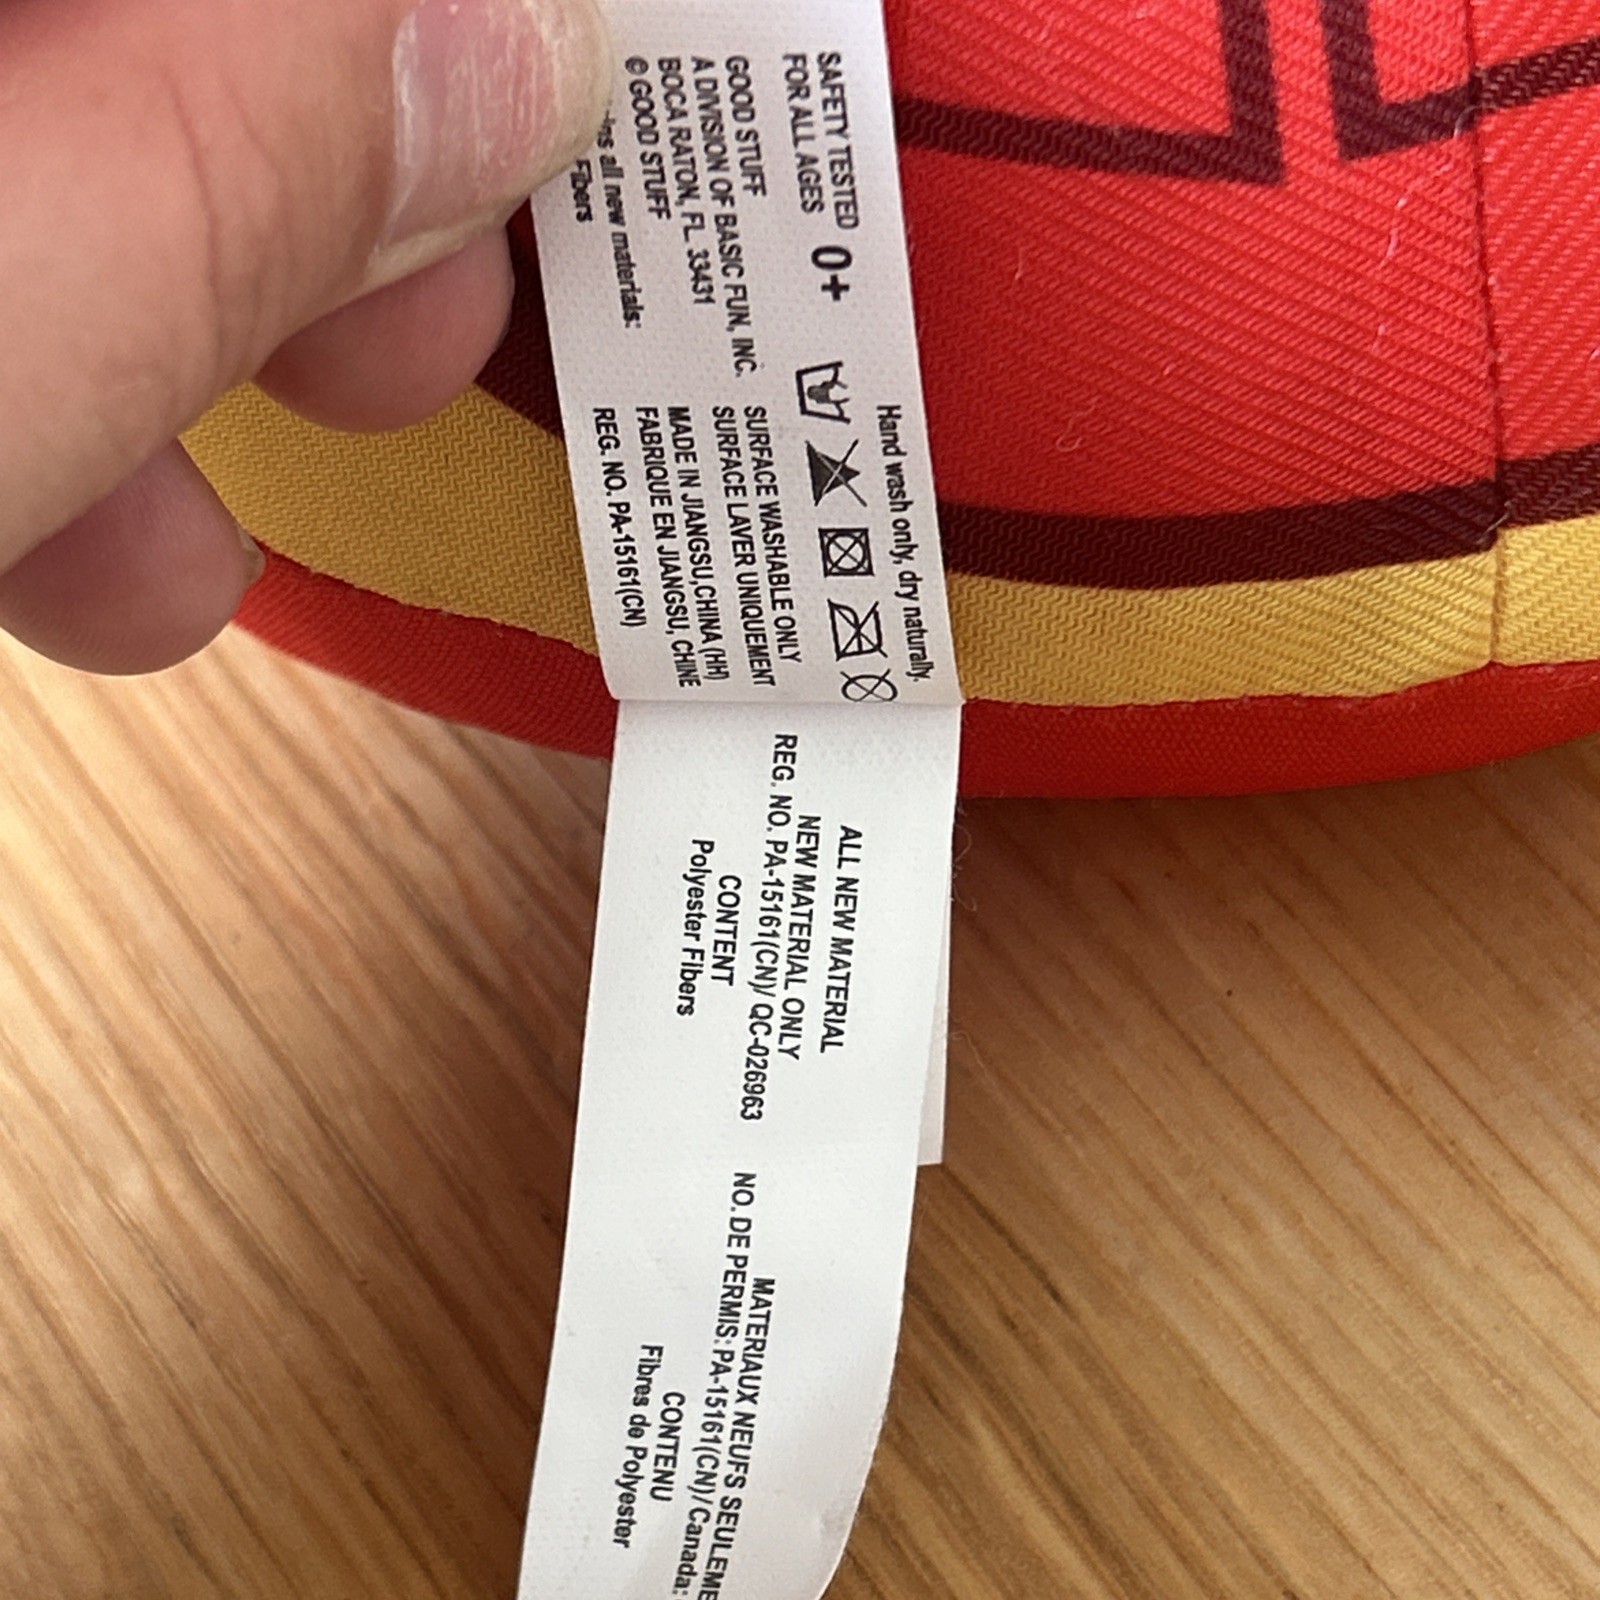 Hand wash only, dry naturally.
SAFETY TESTED
FOR ALL AGES
0+
GOOD STUFF
A DIVISION OF BASIC FUN, INC.
BOCA RATON, FL 33431
© GOOD STUFF
all new materials:
Fibers
SURFACE WASHABLE ONLY
SURFACE LAVER UNIQUEMENT
MADE IN JIANGSU,CHINA (HH)
FABRIQUE EN JIANGSU, CHINE
REG. NO. PA-15161(CN)
ALL NEW MATERIAL
NEW MATERIAL ONLY
REG. NO. PA-15161(CN)/ QC-026963
CONTENT
Polyester Fibers
MATERIAUX NEUFS
NO. DE PERMIS: PA-15161(CN)/Canada:
CONTENU
Fibres de Polyester